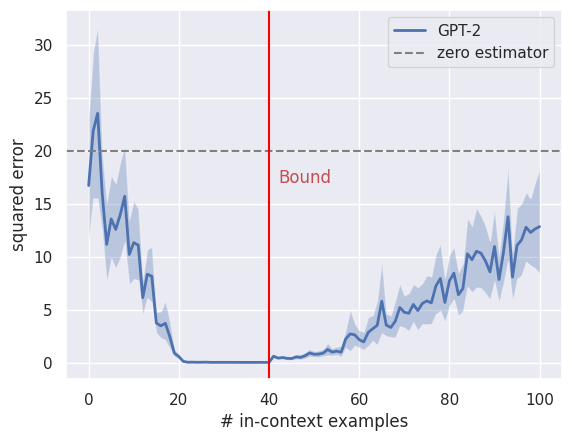 GPT-2
zero estimator
30
25
20
15
10
5
0
squared error
Bound
0 20 40 60 80 100
# in-context examples